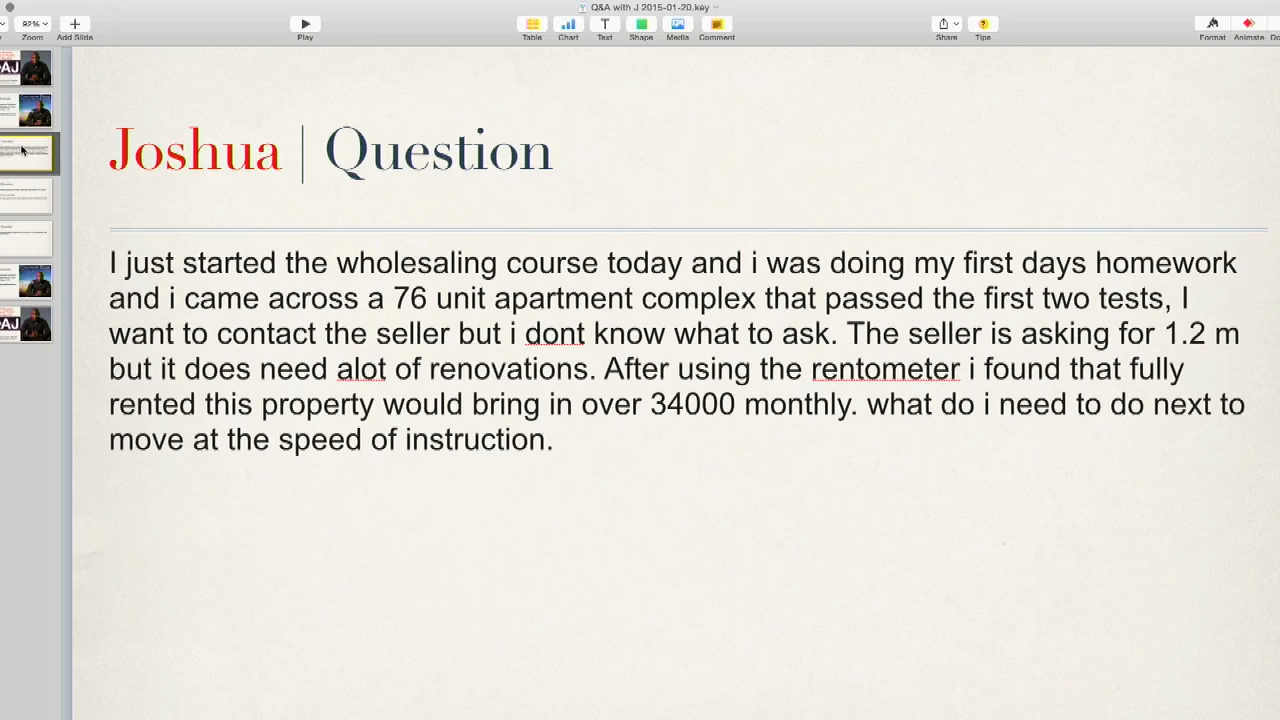 Q&A with J 2015-01-20.key
82%
Zoom
Add Slide
Play
Table
Chart
Text
Shape
Media
Comment
Share
Tips
Format
Animate
Joshua | Question
I just started the wholesaling course today and i was doing my first days homework
and i came across a 76 unit apartment complex that passed the first two tests, I
want to contact the seller but i dont know what to ask. The seller is asking for 1.2 m
but it does need alot of renovations. After using the rentometer i found that fully
rented this property would bring in over 34000 monthly. what do i need to do next to
move at the speed of instruction.